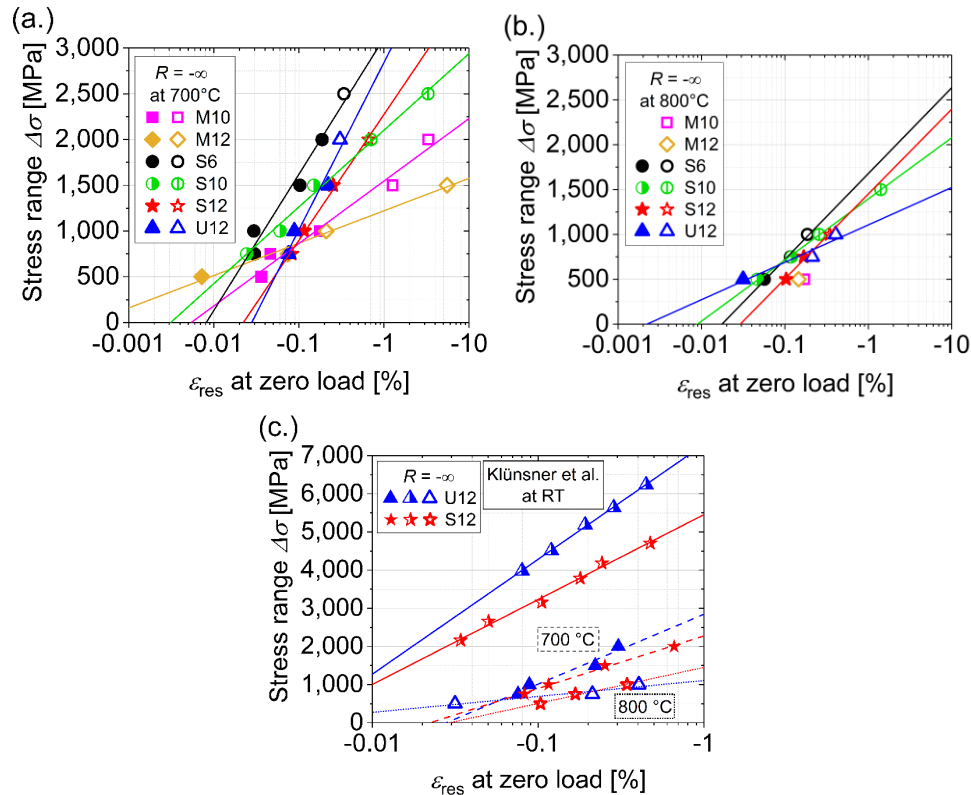 (a.)
Stress range Δσ [MPa]
3,000
2,500
2,000
1,500
1,000
500
0
R = -∞
at 700°C
M10
M12
S6
S10
S12
U12
-0.001
-0.01
-0.1
-1
-10
εres at zero load [%]
(b.)
Stress range Δσ [MPa]
3,000
2,500
2,000
1,500
1,000
500
0
R = -∞
at 800°C
M10
M12
S6
S10
S12
U12
-0.001
-0.01
-0.1
-1
-10
εres at zero load [%]
(c.)
Stress range Δσ [MPa]
7,000
6,000
5,000
4,000
3,000
2,000
1,000
0
R = -∞
U12
S12
Klünsner et al.
at RT
700 °C
800 °C
-0.01
-0.1
-1
εres at zero load [%]